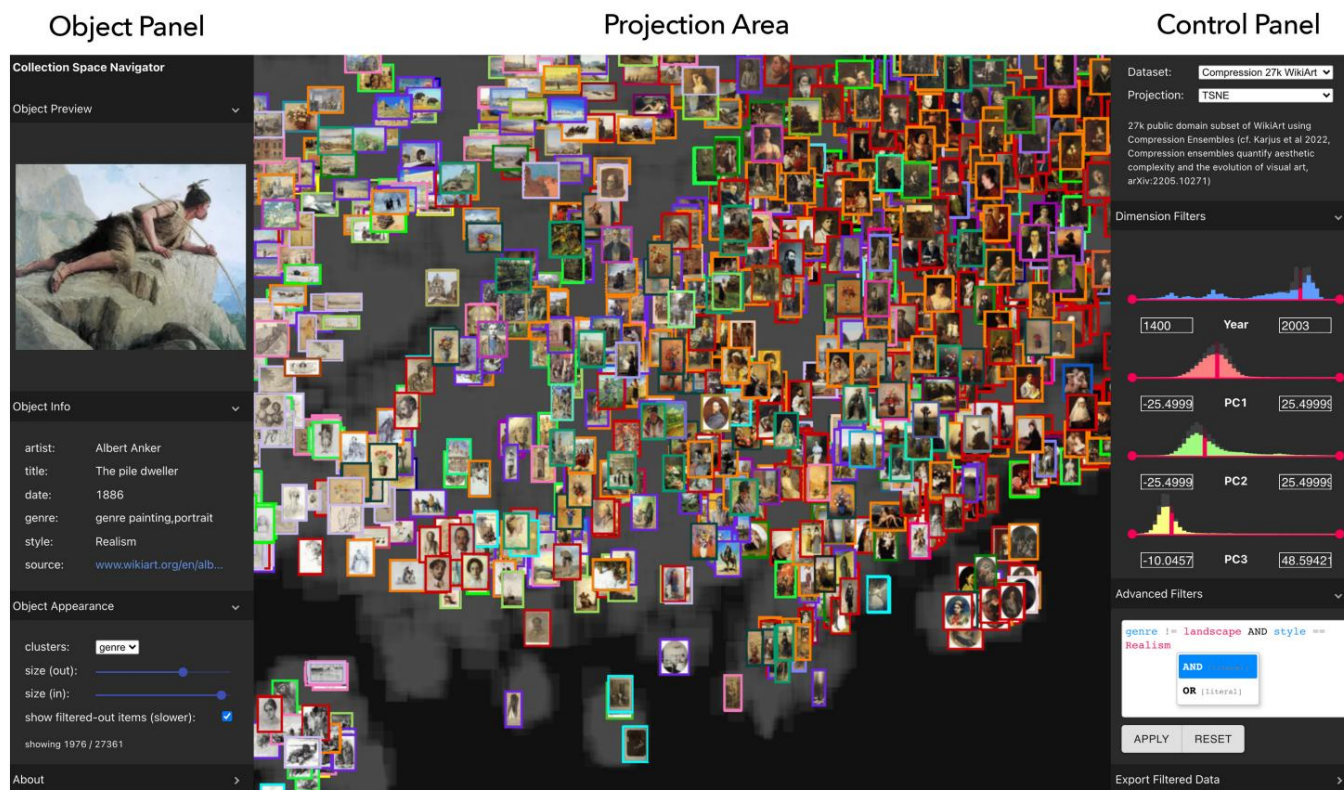 Object Panel
Projection Area
Control Panel
Collection Space Navigator
Object Preview
Object Info
artist: Albert Anker
title: The pile dweller
date: 1886
genre: genre painting,portrait
style: Realism
source: www.wikiart.org/en/alb...
Object Appearance
clusters: genre
size (out):
size (in):
show filtered-out items (slower):
showing 1976 / 27361
About
Dataset: Compression 27k WikiArt
Projection: TSNE
27k public domain subset of WikiArt using
Compression Ensembles (cf. Karjus et al 2022,
Compression ensembles quantify aesthetic
complexity and the evolution of visual art,
arXiv:2205.10271)
Dimension Filters
1400 Year 2003
-25.4999 PC1 25.49999
-25.4999 PC2 25.49999
-10.0457 PC3 48.59421
Advanced Filters
genre != landscape AND style ==
Realism
AND [literal]
OR [literal]
APPLY RESET
Export Filtered Data